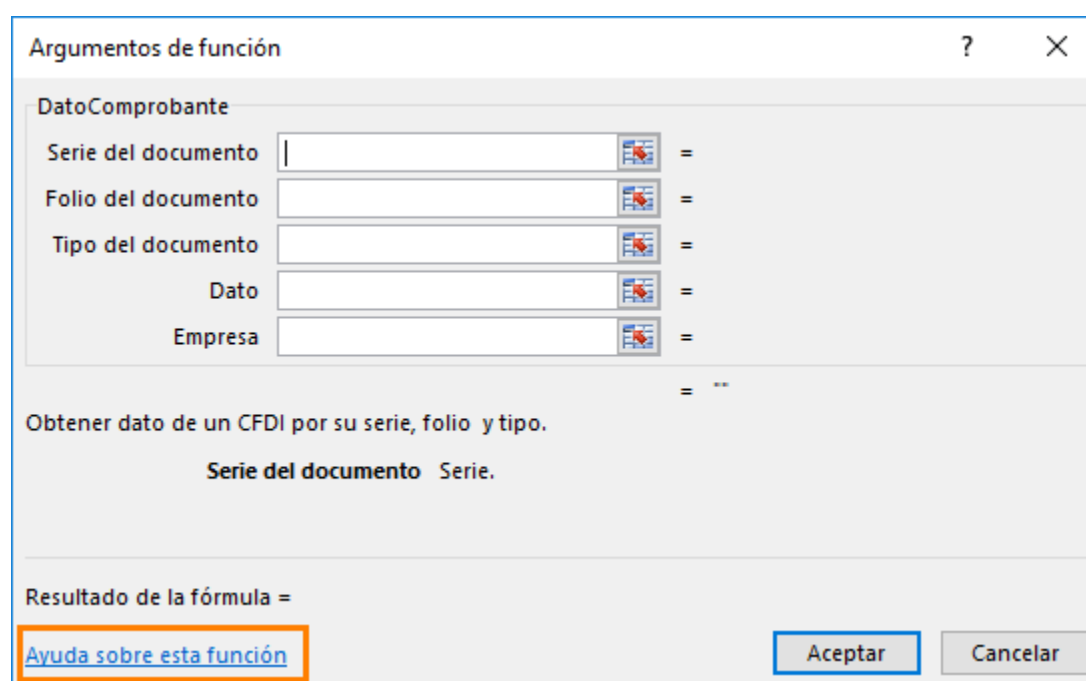 Argumentos de función ?
DatoComprobante
Serie del documento =
Folio del documento =
Tipo del documento =
Dato =
Empresa =
= ""
Obtener dato de un CFDI por su serie, folio  y tipo.
Serie del documento Serie.
Resultado de la fórmula =
Ayuda sobre esta función Aceptar Cancelar